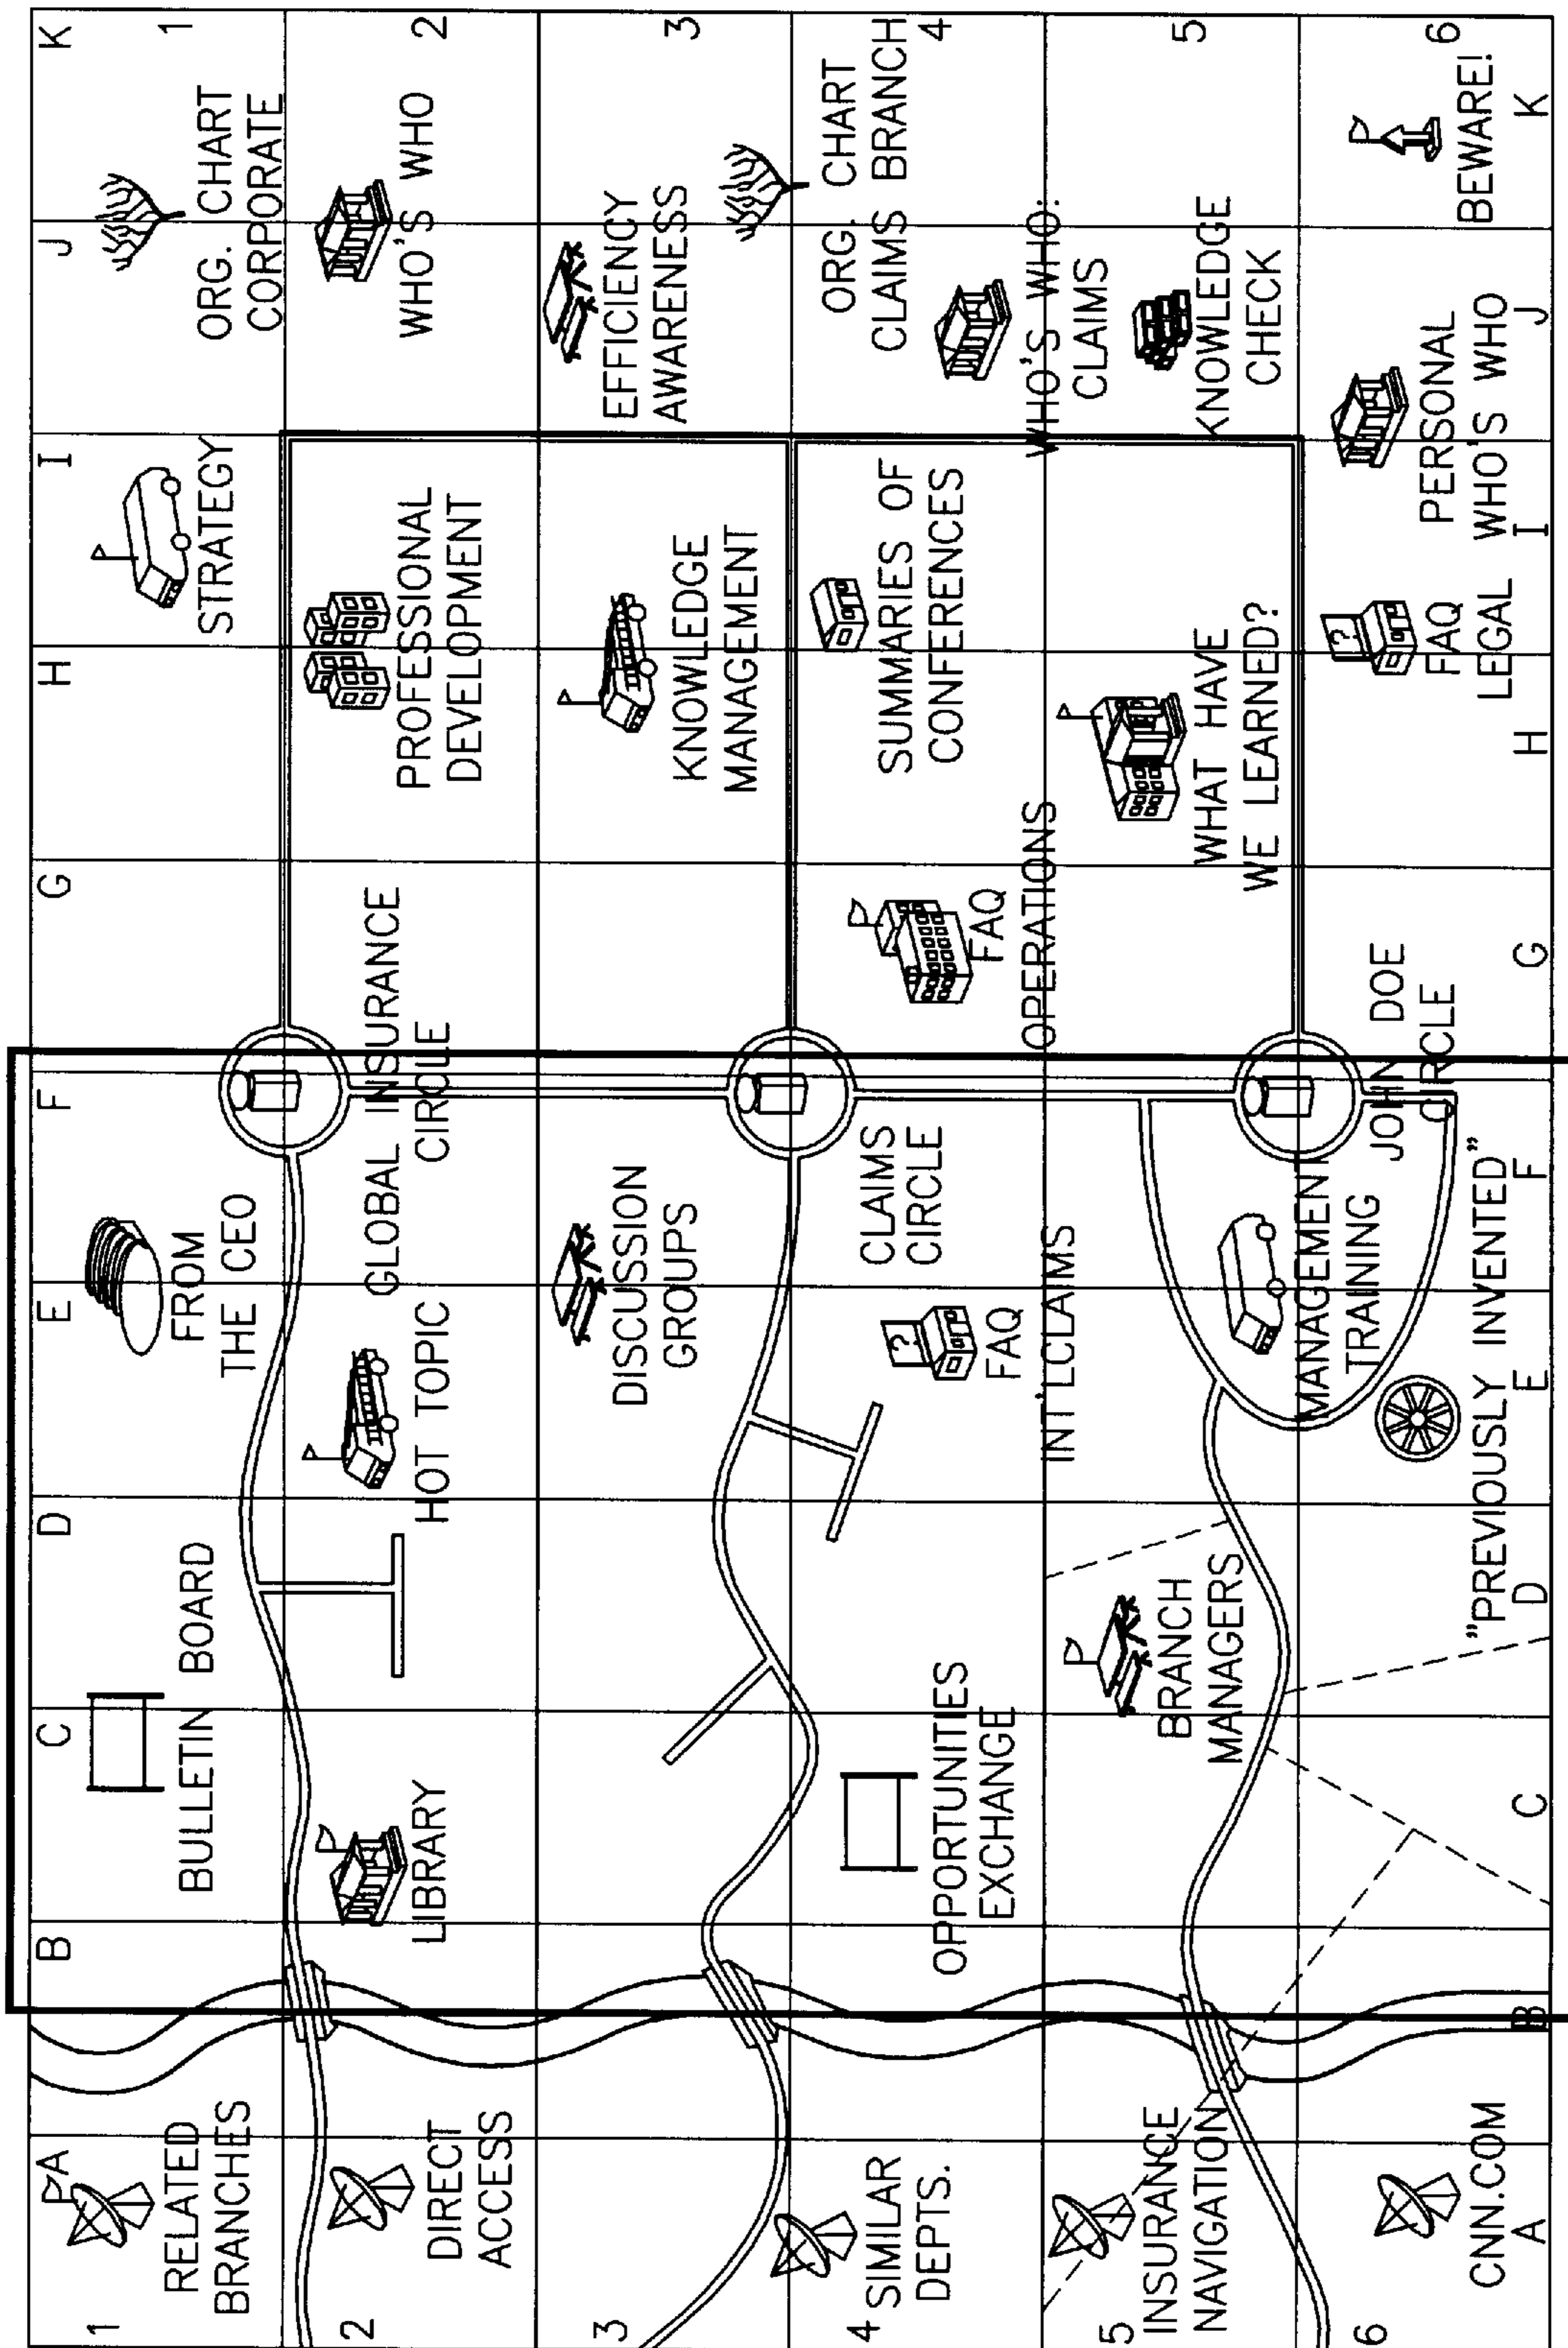 A B C D E F G H I J K
1
RELATED
BRANCHES
BULLETIN BOARD
FROM
THE CEO
STRATEGY
ORG. CHART
CORPORATE
1
2
DIRECT
ACCESS
LIBRARY
HOT TOPIC
GLOBAL INSURANCE
CIRCLE
PROFESSIONAL
DEVELOPMENT
WHO'S WHO
2
3
DISCUSSION
GROUPS
KNOWLEDGE
MANAGEMENT
EFFICIENCY
AWARENESS
3
4
SIMILAR
DEPTS.
OPPORTUNITIES
EXCHANGE
?
FAQ
INT'LCLAIMS
CLAIMS
CIRCLE
FAQ
OPERATIONS
SUMMARIES OF
CONFERENCES
ORG. CHART
CLAIMS BRANCH
WHO'S WHO:
CLAIMS
4
5
INSURANCE
NAVIGATION
BRANCH
MANAGERS
MANAGEMENT
TRAINING
WHAT HAVE
WE LEARNED?
KNOWLEDGE
CHECK
5
6
CNN.COM
"PREVIOUSLY INVENTED"
JOHN DOE
CIRCLE
?
FAQ
LEGAL
PERSONAL
WHO'S WHO
BEWARE!
6
A B C D E F G H I J K